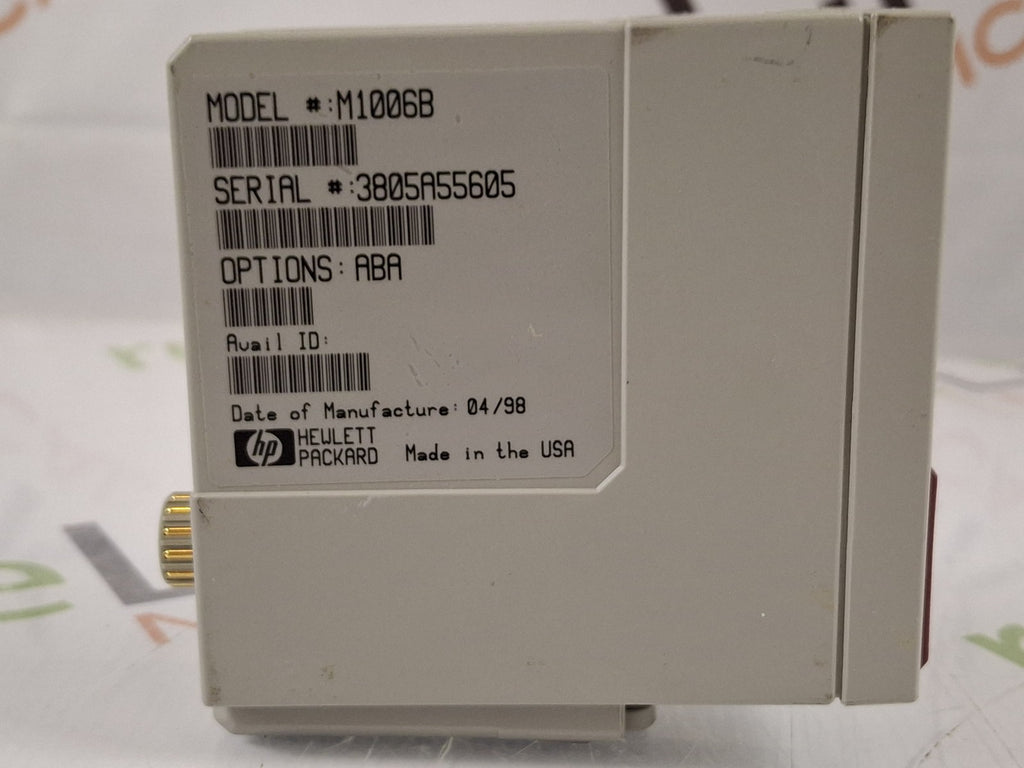 MODEL #:M1006B
SERIAL #:3805A55605
OPTIONS: ABA
Avail ID:
Date of Manufacture: 04/98
hp HEWLETT
PACKARD Made in the USA